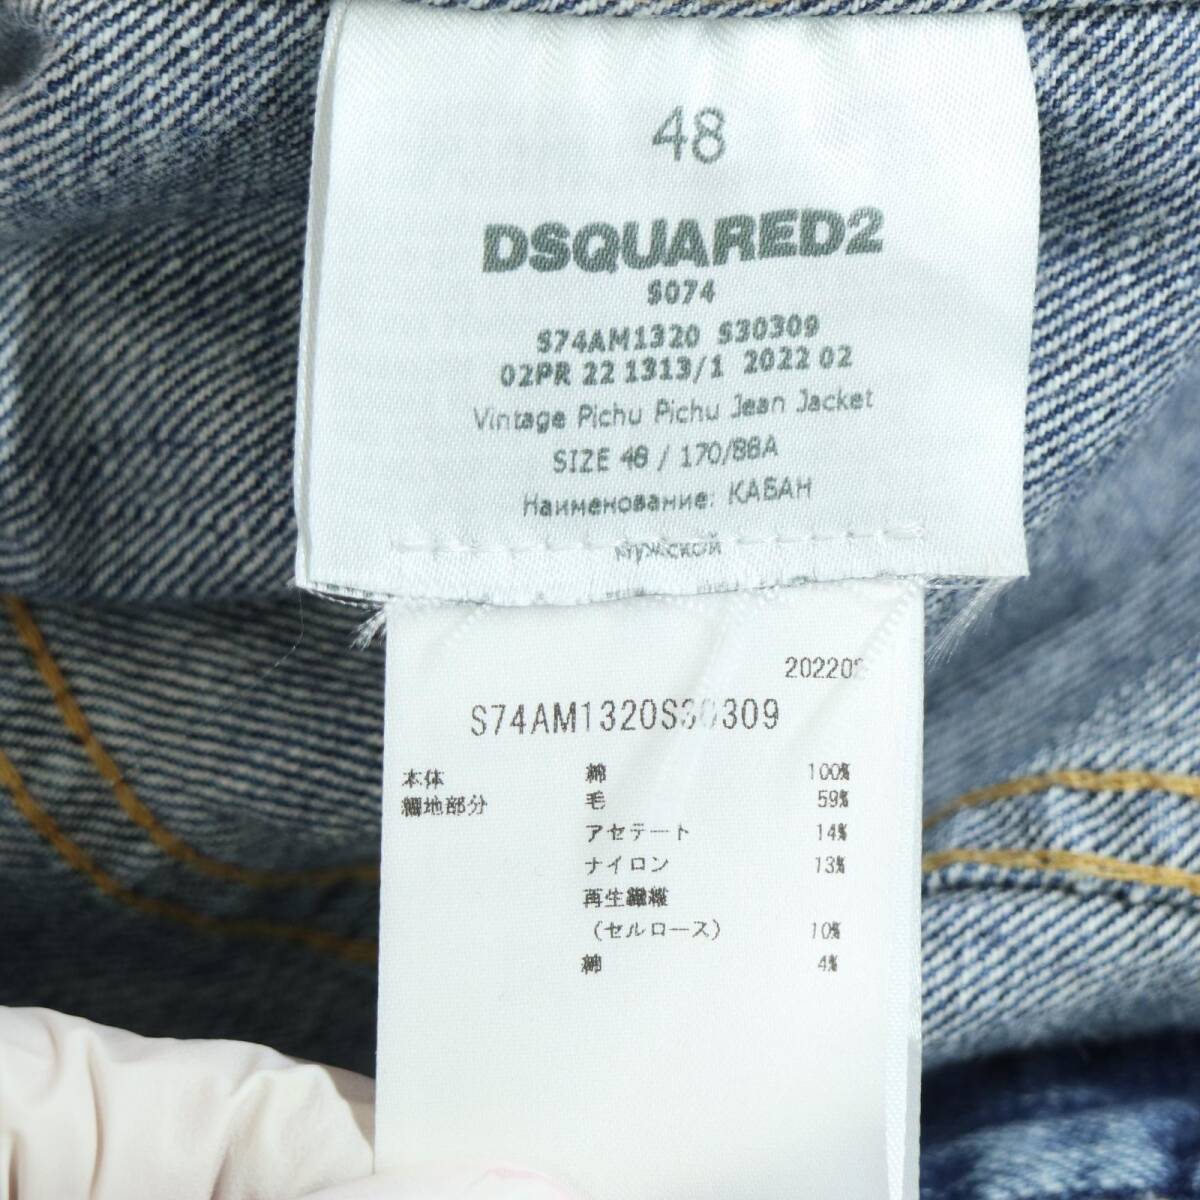 48
DSQUARED2
S074
S74AM1320 S30309
02PR 22 1313/1 2022 02
Vintage Pichu Pichu Jean Jacket
SIZE 48 / 170/88A
Наименование: КАБАН
мужской
202202
S74AM1320S30309
本体 綿 100%
細地部分 毛 59%
アセテート 14%
ナイロン 13%
再生繊維
(セルロース) 10%
綿 4%